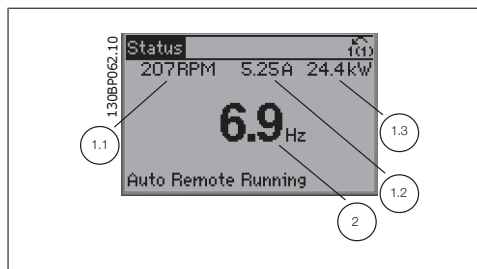 130BP062.10
Status
1(1)
207RPM 5.25A 24.4kW
1.1
6.9Hz
1.3
1.2
Auto Remote Running
2